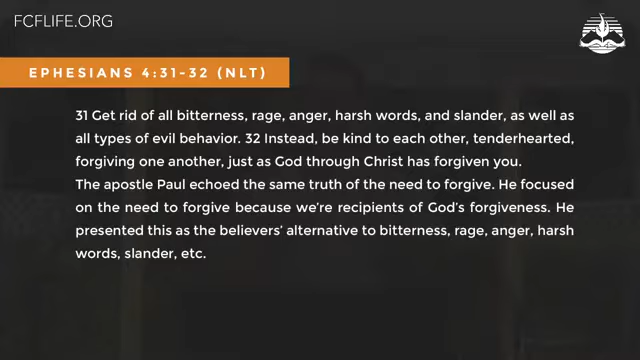 FCFLIFE.ORG
EPHESIANS 4:31-32 (NLT)
31 Get rid of all bitterness, rage, anger, harsh words, and slander, as well as
all types of evil behavior. 32 Instead, be kind to each other, tenderhearted,
forgiving one another, just as God through Christ has forgiven you.
The apostle Paul echoed the same truth of the need to forgive. He focused
on the need to forgive because we're recipients of God's forgiveness. He
presented this as the believers' alternative to bitterness, rage, anger, harsh
words, slander, etc.